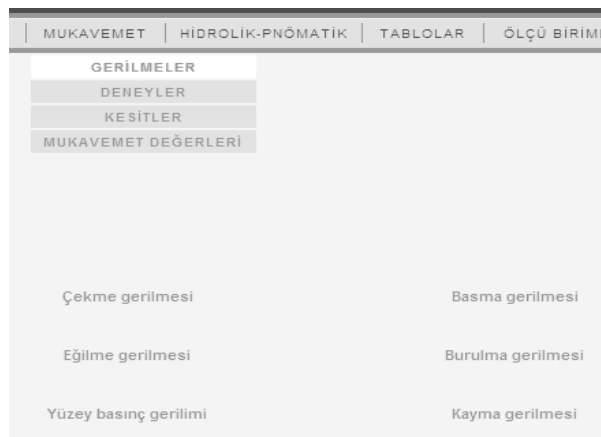 MUKAVEMET | HİDROLİK-PNÖMATİK | TABLOLAR | ÖLÇÜ BİRİM
GERİLMELER
DENEYLER
KESİTLER
MUKAVEMET DEĞERLERİ
Çekme gerilmesi Basma gerilmesi
Eğilme gerilmesi Burulma gerilmesi
Yüzey basınç gerilimi Kayma gerilmesi